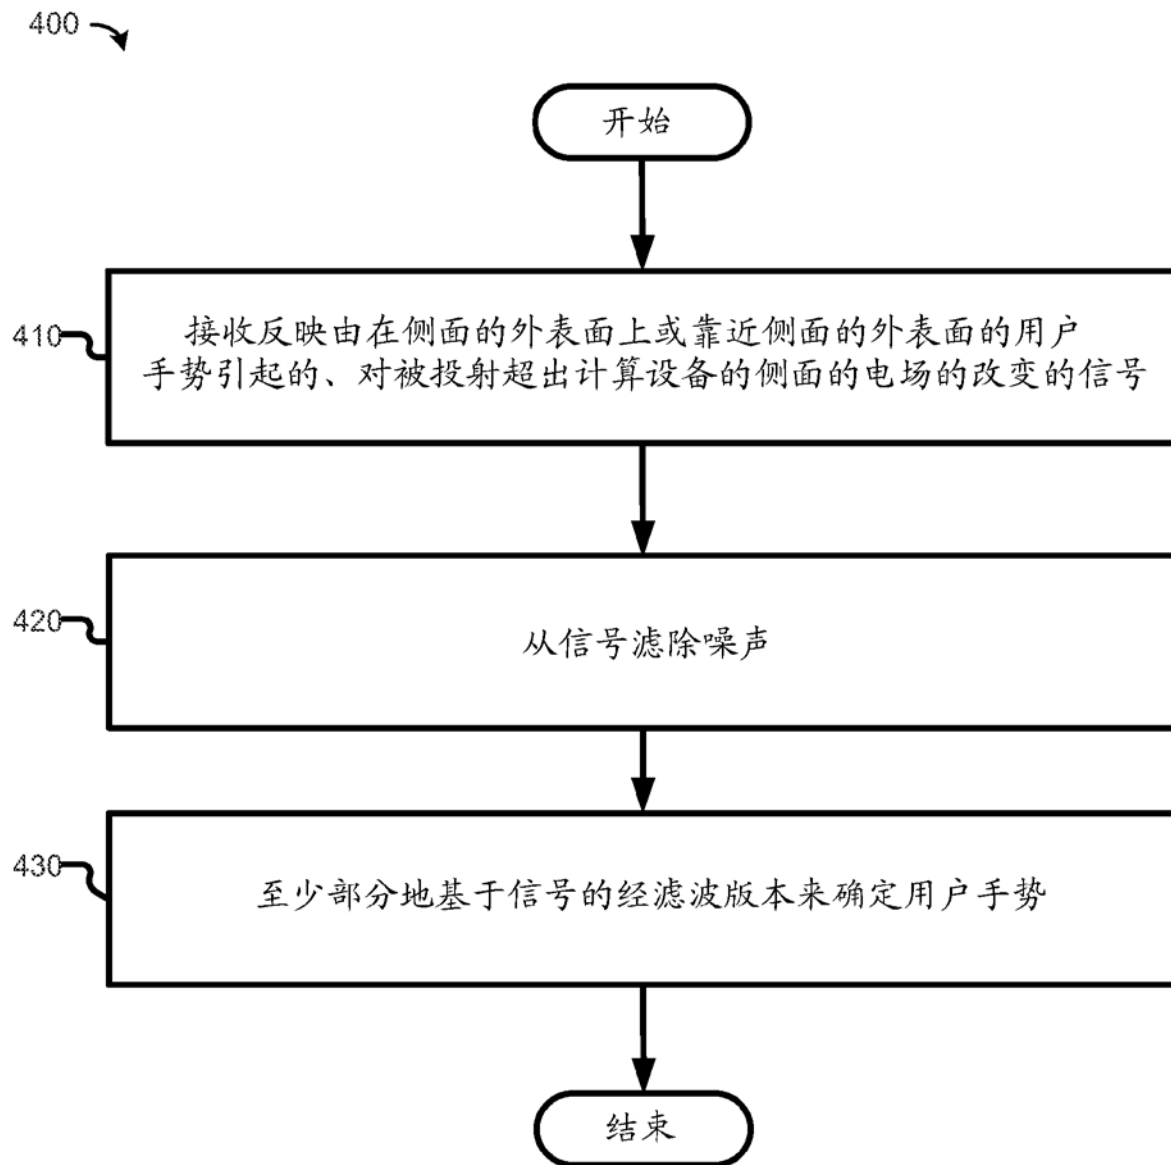 400
开始
410
接收反映由在侧面的外表面上或靠近侧面的外表面的用户
手势引起的、对被投射超出计算设备的侧面的电场的改变的信号
420
从信号滤除噪声
430
至少部分地基于信号的经滤波版本来确定用户手势
结束